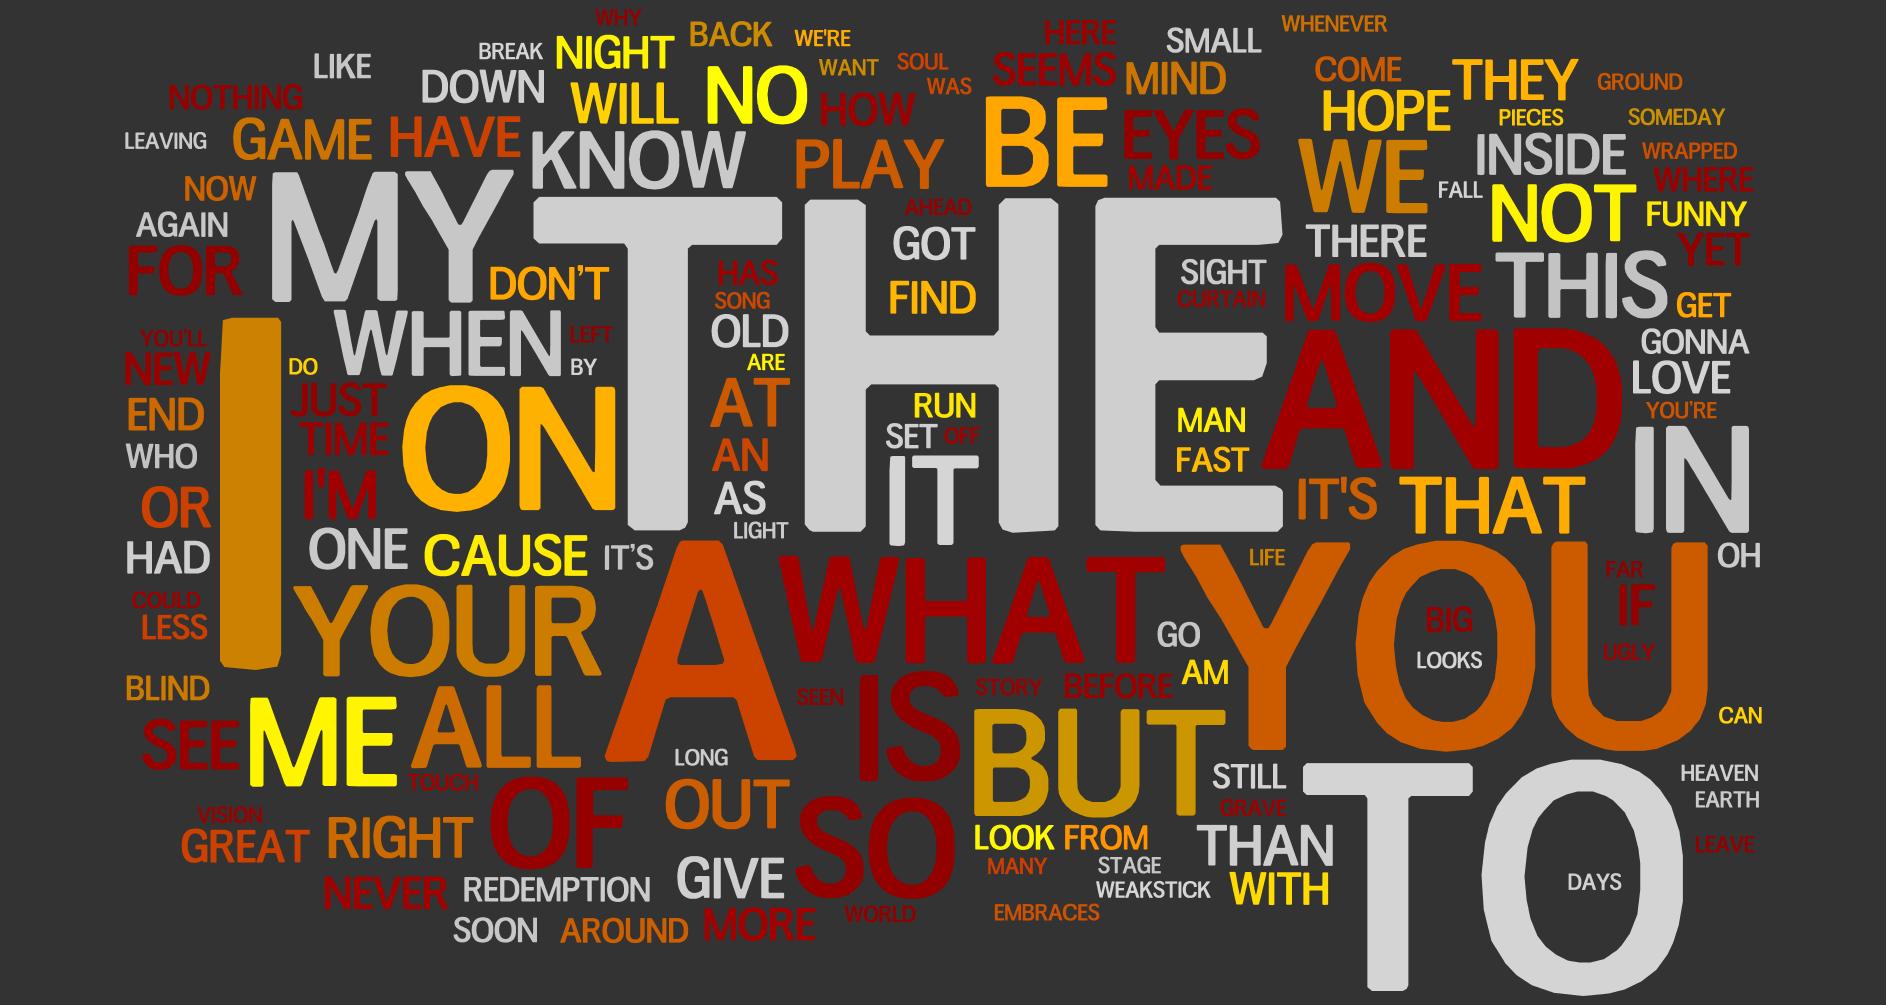 WHY
WHENEVER
LIKE
BREAK
NIGHT
BACK
WE'RE
HERE
SMALL
DOWN
WILL
NO
WANT
SOUL
WAS
SEEMS
MIND
COME
THEY
GROUND
NOTHING
HOW
BE
EYES
HOPE
PIECES
SOMEDAY
LEAVING
GAME
HAVE
KNOW
PLAY
MADE
WE
INSIDE
WRAPPED
NOW
MY
THE
AHEAD
FALL
NOT
WHERE
AGAIN
GOT
THERE
FUNNY
FOR
DON'T
HAS
FIND
SIGHT
CURTAIN
MOVE
THIS
YET
SONG
GET
YOU'LL
I
WHEN
LEFT
OLD
AND
GONNA
NEW
DO
BY
ARE
LOVE
END
JUST
TIME
ON
AT
RUN
MAN
YOU'RE
WHO
AN
SET
OFF
FAST
IN
OR
I'M
AS
IT
IT'S
THAT
HAD
ONE
CAUSE
IT'S
LIGHT
LIFE
OH
COULD
LESS
YOUR
A
WHAT
GO
YOU
BIG
LOOKS
FAR
IF
UGLY
BLIND
AM
SEE
ME
ALL
SEEN
IS
STORY
BEFORE
BUT
CAN
TOUCH
LONG
STILL
TO
HEAVEN
EARTH
VISION
GREAT
RIGHT
OF
OUT
SO
GRAVE
LOOK
FROM
THAN
LEAVE
NEVER
REDEMPTION
GIVE
MANY
STAGE
WEAKSTICK
WITH
DAYS
SOON
AROUND
MORE
WORLD
EMBRACES